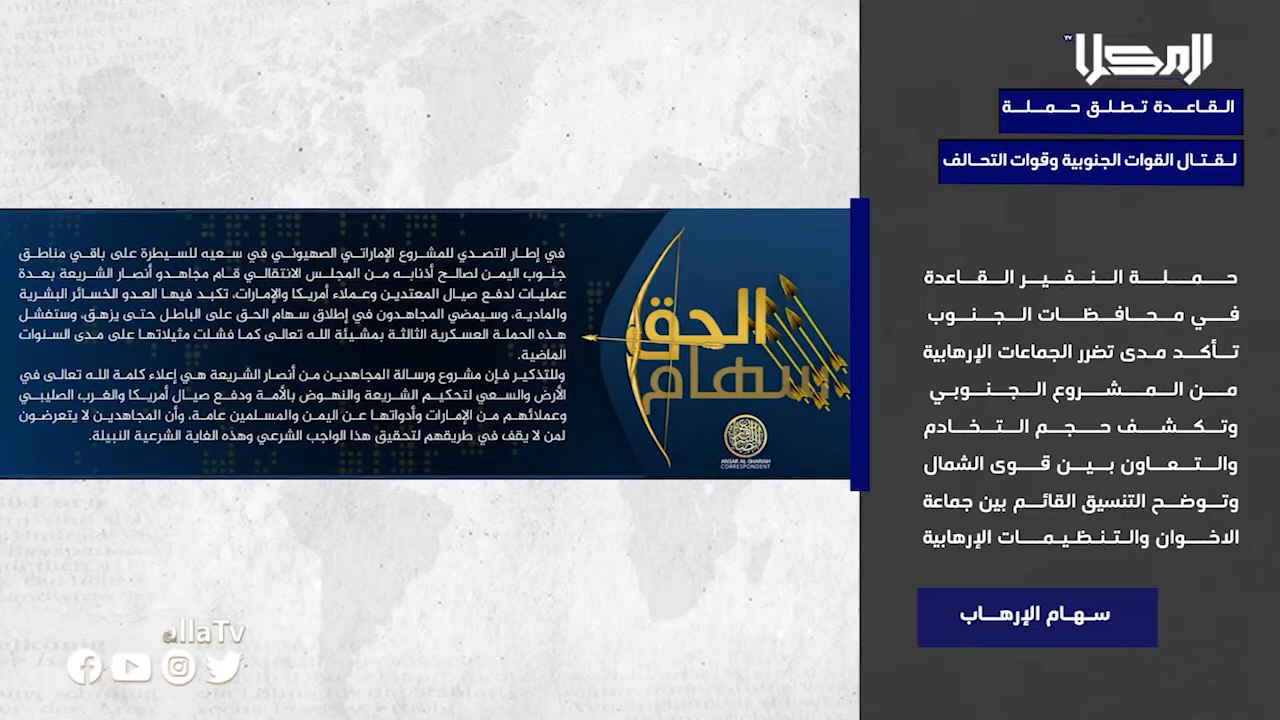 المكلا TV
القاعدة تطلق حملة
لقتال القوات الجنوبية وقوات التحالف
حملة النفير القاعدة
في محافظات الجنوب
تأكد مدى تضرر الجماعات الإرهابية
من المشروع الجنوبي
وتكشف حجم التخادم
والتعاون بين قوى الشمال
وتوضح التنسيق القائم بين جماعة
الاخوان والتنظيمات الإرهابية
سهام الإرهاب
سهام الحق
ANSAR AL SHARIAH
CORRESPONDENT
في إطار التصدي للمشروع الإماراتي الصهيوني في سعيه للسيطرة على باقي مناطق
جنوب اليمن لصالح أذنابه من المجلس الانتقالي قام مجاهدو أنصار الشريعة بعدة
عمليات لدفع صيال المعتدين وعملاء أمريكا والإمارات، تكبد فيها العدو الخسائر البشرية
والمادية، وسيمضي المجاهدون في إطلاق سهام الحق على الباطل حتى يزهق، وستفشل
هذه الحملة العسكرية الثالثة بمشيئة الله تعالى كما فشلت مثيلاتها على مدى السنوات
الماضية.
وللتذكير فإن مشروع ورسالة المجاهدين من أنصار الشريعة هي إعلاء كلمة الله تعالى في
الأرض والسعي لتحكيم الشريعة والنهوض بالأمة ودفع صيال أمريكا والغرب الصليبي
وعملائهم من الإمارات وأدواتها عن اليمن والمسلمين عامة، وأن المجاهدين لا يتعرضون
لمن لا يقف في طريقهم لتحقيق هذا الواجب الشرعي وهذه الغاية الشرعية النبيلة.
allaTv